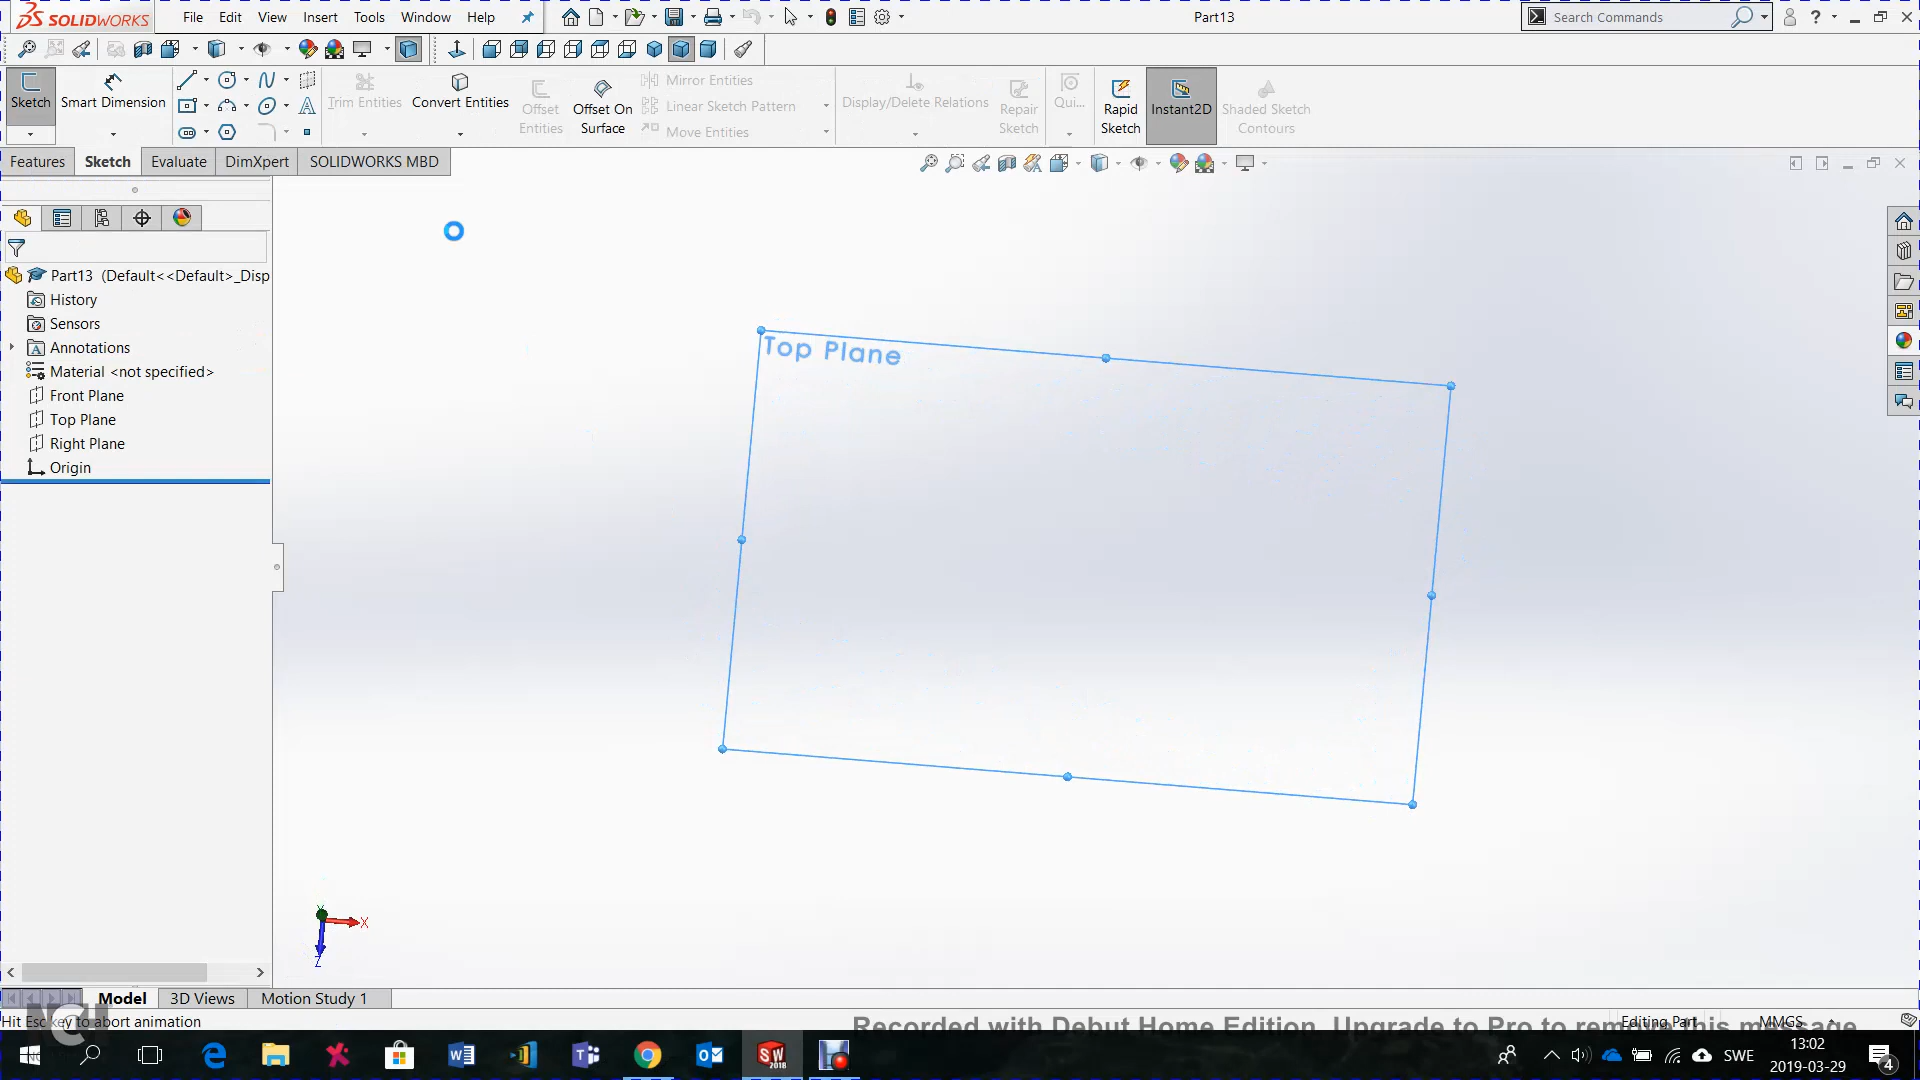 SOLIDWORKS File Edit View Insert Tools Window Help Part13 Search Commands
Sketch Smart Dimension Trim Entities Convert Entities Offset Entities Offset On Surface Mirror Entities Linear Sketch Pattern Move Entities Display/Delete Relations Repair Sketch Qui... Rapid Sketch Instant2D Shaded Sketch Contours
Features Sketch Evaluate DimXpert SOLIDWORKS MBD
Part13 (Default<<Default>_Disp
History
Sensors
Annotations
Material <not specified>
Front Plane
Top Plane
Right Plane
Origin
Top Plane
Y
X
Z
Model 3D Views Motion Study 1
Hit Esc key to abort animation Editing Part MMGS
Recorded with Debut Home Edition. Upgrade to Pro to remove this message
SWE 13:02
2019-03-29
4
SW
2018